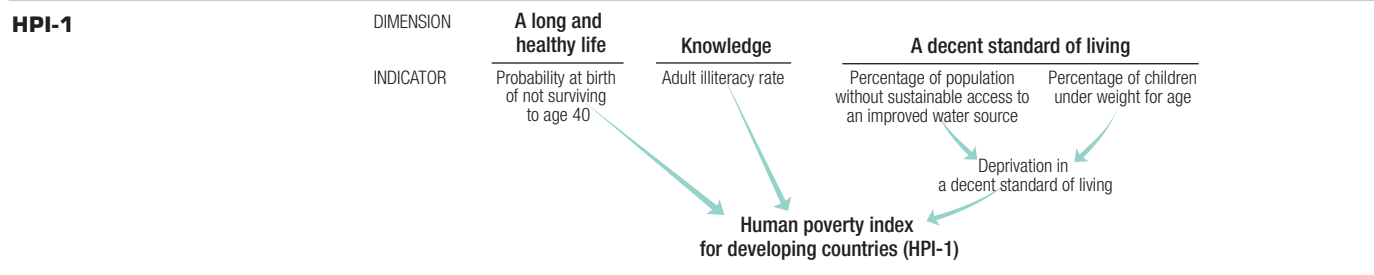 HPI-1
DIMENSION
A long and
healthy life
Knowledge
A decent standard of living
INDICATOR
Probability at birth
of not surviving
to age 40
Adult illiteracy rate
Percentage of population
without sustainable access to
an improved water source
Percentage of children
under weight for age
Deprivation in
a decent standard of living
Human poverty index
for developing countries (HPI-1)